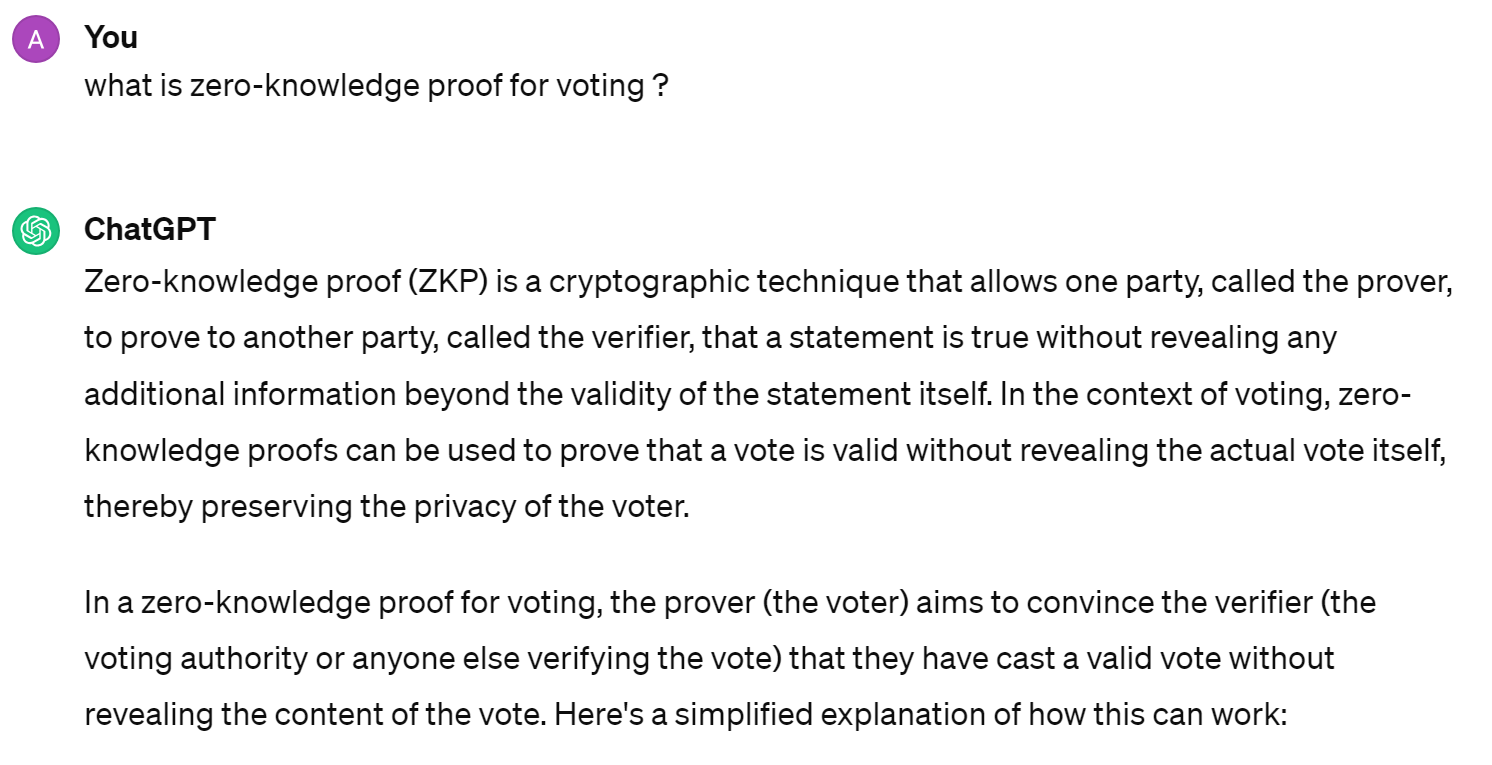 A
You
what is zero-knowledge proof for voting ?
ChatGPT
Zero-knowledge proof (ZKP) is a cryptographic technique that allows one party, called the prover,
to prove to another party, called the verifier, that a statement is true without revealing any
additional information beyond the validity of the statement itself. In the context of voting, zero-
knowledge proofs can be used to prove that a vote is valid without revealing the actual vote itself,
thereby preserving the privacy of the voter.
In a zero-knowledge proof for voting, the prover (the voter) aims to convince the verifier (the
voting authority or anyone else verifying the vote) that they have cast a valid vote without
revealing the content of the vote. Here's a simplified explanation of how this can work: